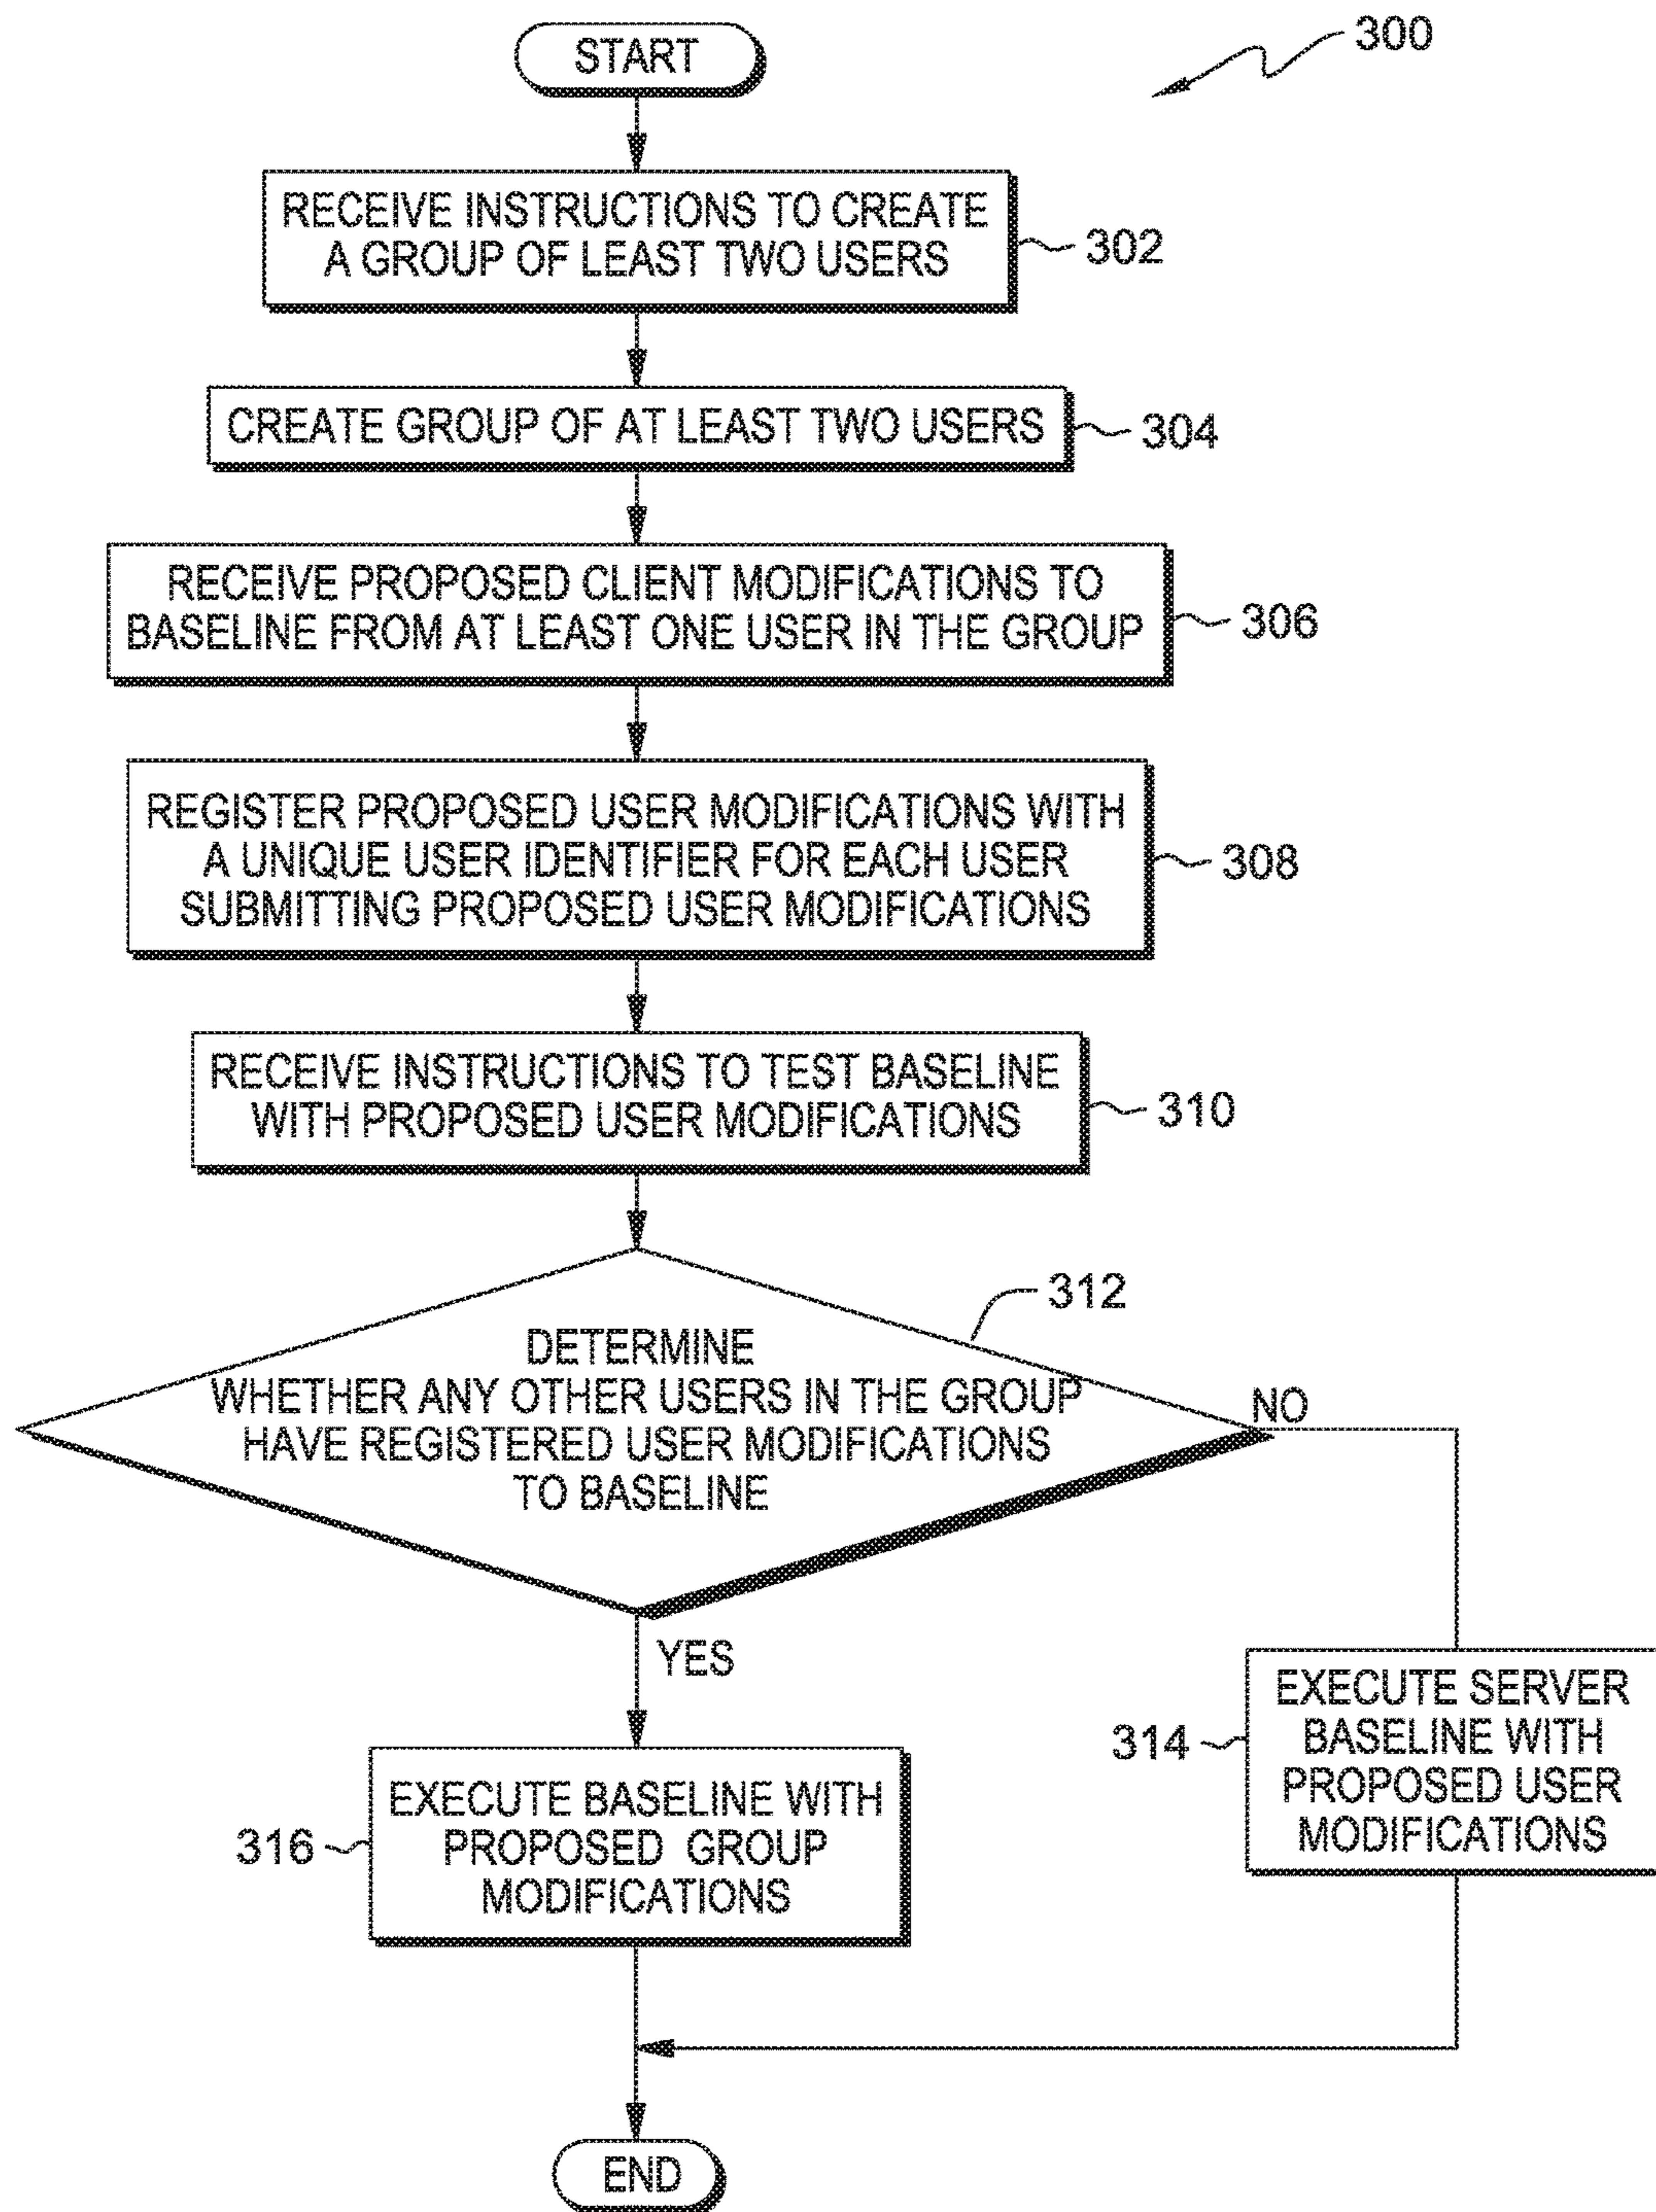 START
300
RECEIVE INSTRUCTIONS TO CREATE
A GROUP OF LEAST TWO USERS
302
CREATE GROUP OF AT LEAST TWO USERS
304
RECEIVE PROPOSED CLIENT MODIFICATIONS TO
BASELINE FROM AT LEAST ONE USER IN THE GROUP
306
REGISTER PROPOSED USER MODIFICATIONS WITH
A UNIQUE USER IDENTIFIER FOR EACH USER
SUBMITTING PROPOSED USER MODIFICATIONS
308
RECEIVE INSTRUCTIONS TO TEST BASELINE
WITH PROPOSED USER MODIFICATIONS
310
312
DETERMINE
WHETHER ANY OTHER USERS IN THE GROUP
HAVE REGISTERED USER MODIFICATIONS
TO BASELINE
NO
YES
EXECUTE SERVER
BASELINE WITH
PROPOSED USER
MODIFICATIONS
314
EXECUTE BASELINE WITH
PROPOSED GROUP
MODIFICATIONS
316
END